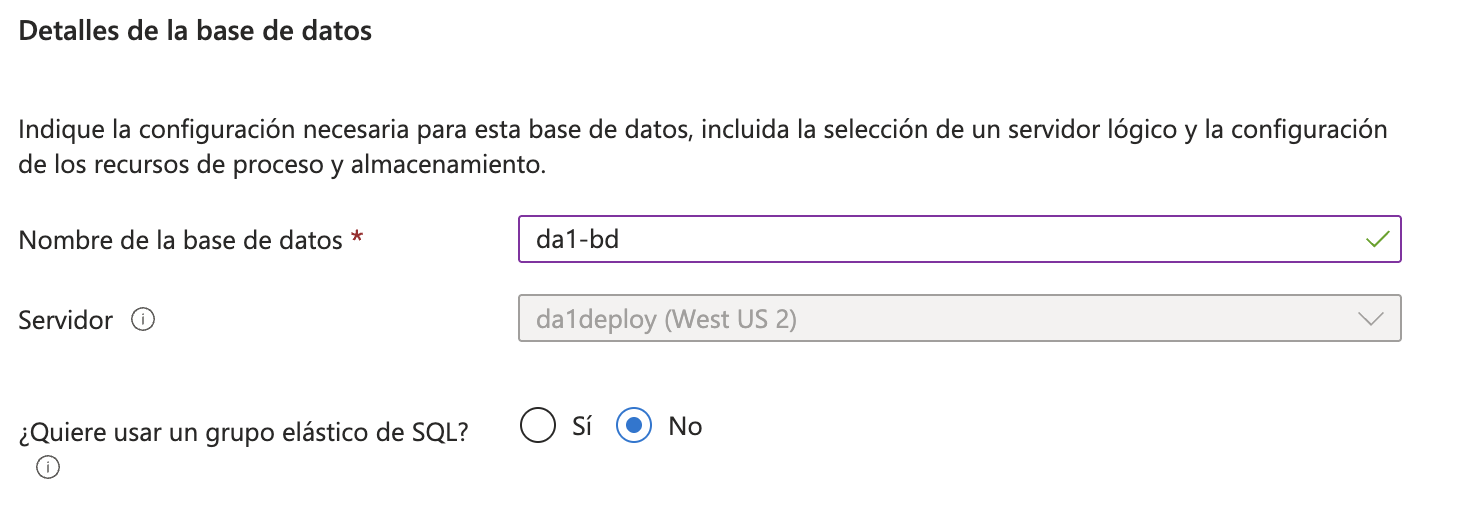 Detalles de la base de datos
Indique la configuración necesaria para esta base de datos, incluida la selección de un servidor lógico y la configuración
de los recursos de proceso y almacenamiento.
Nombre de la base de datos *
da1-bd
Servidor
da1deploy (West US 2)
¿Quiere usar un grupo elástico de SQL?
Sí
No